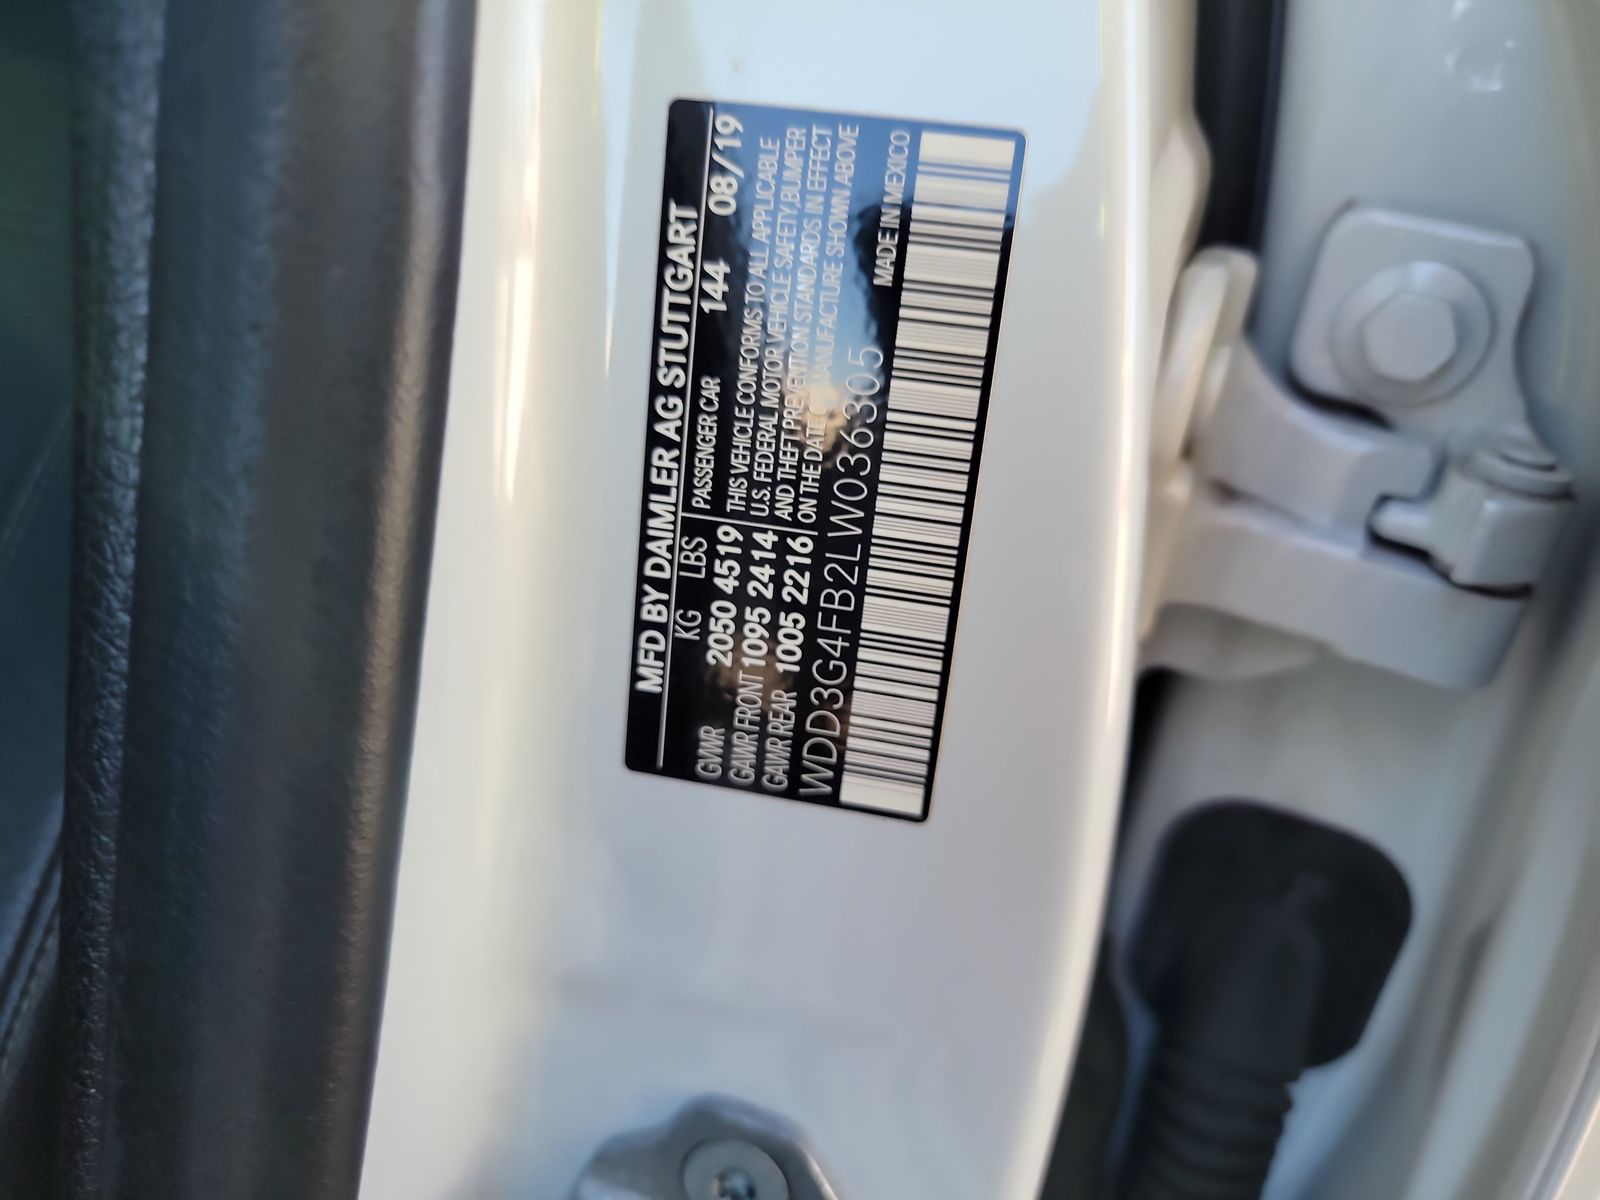 MFD BY DAIMLER AG STUTTGART
KG LBS PASSENGER CAR 144 08/19
GVWR 2050 4519 THIS VEHICLE CONFORMS TO ALL APPLICABLE
GAWR FRONT 1095 2414 U.S. FEDERAL MOTOR VEHICLE SAFETY,BUMPER
GAWR REAR 1005 2216 AND THEFT PREVENTION STANDARDS IN EFFECT
ON THE DATE OF MANUFACTURE SHOWN ABOVE
WDD3G4FB2LW036305 MADE IN MEXICO